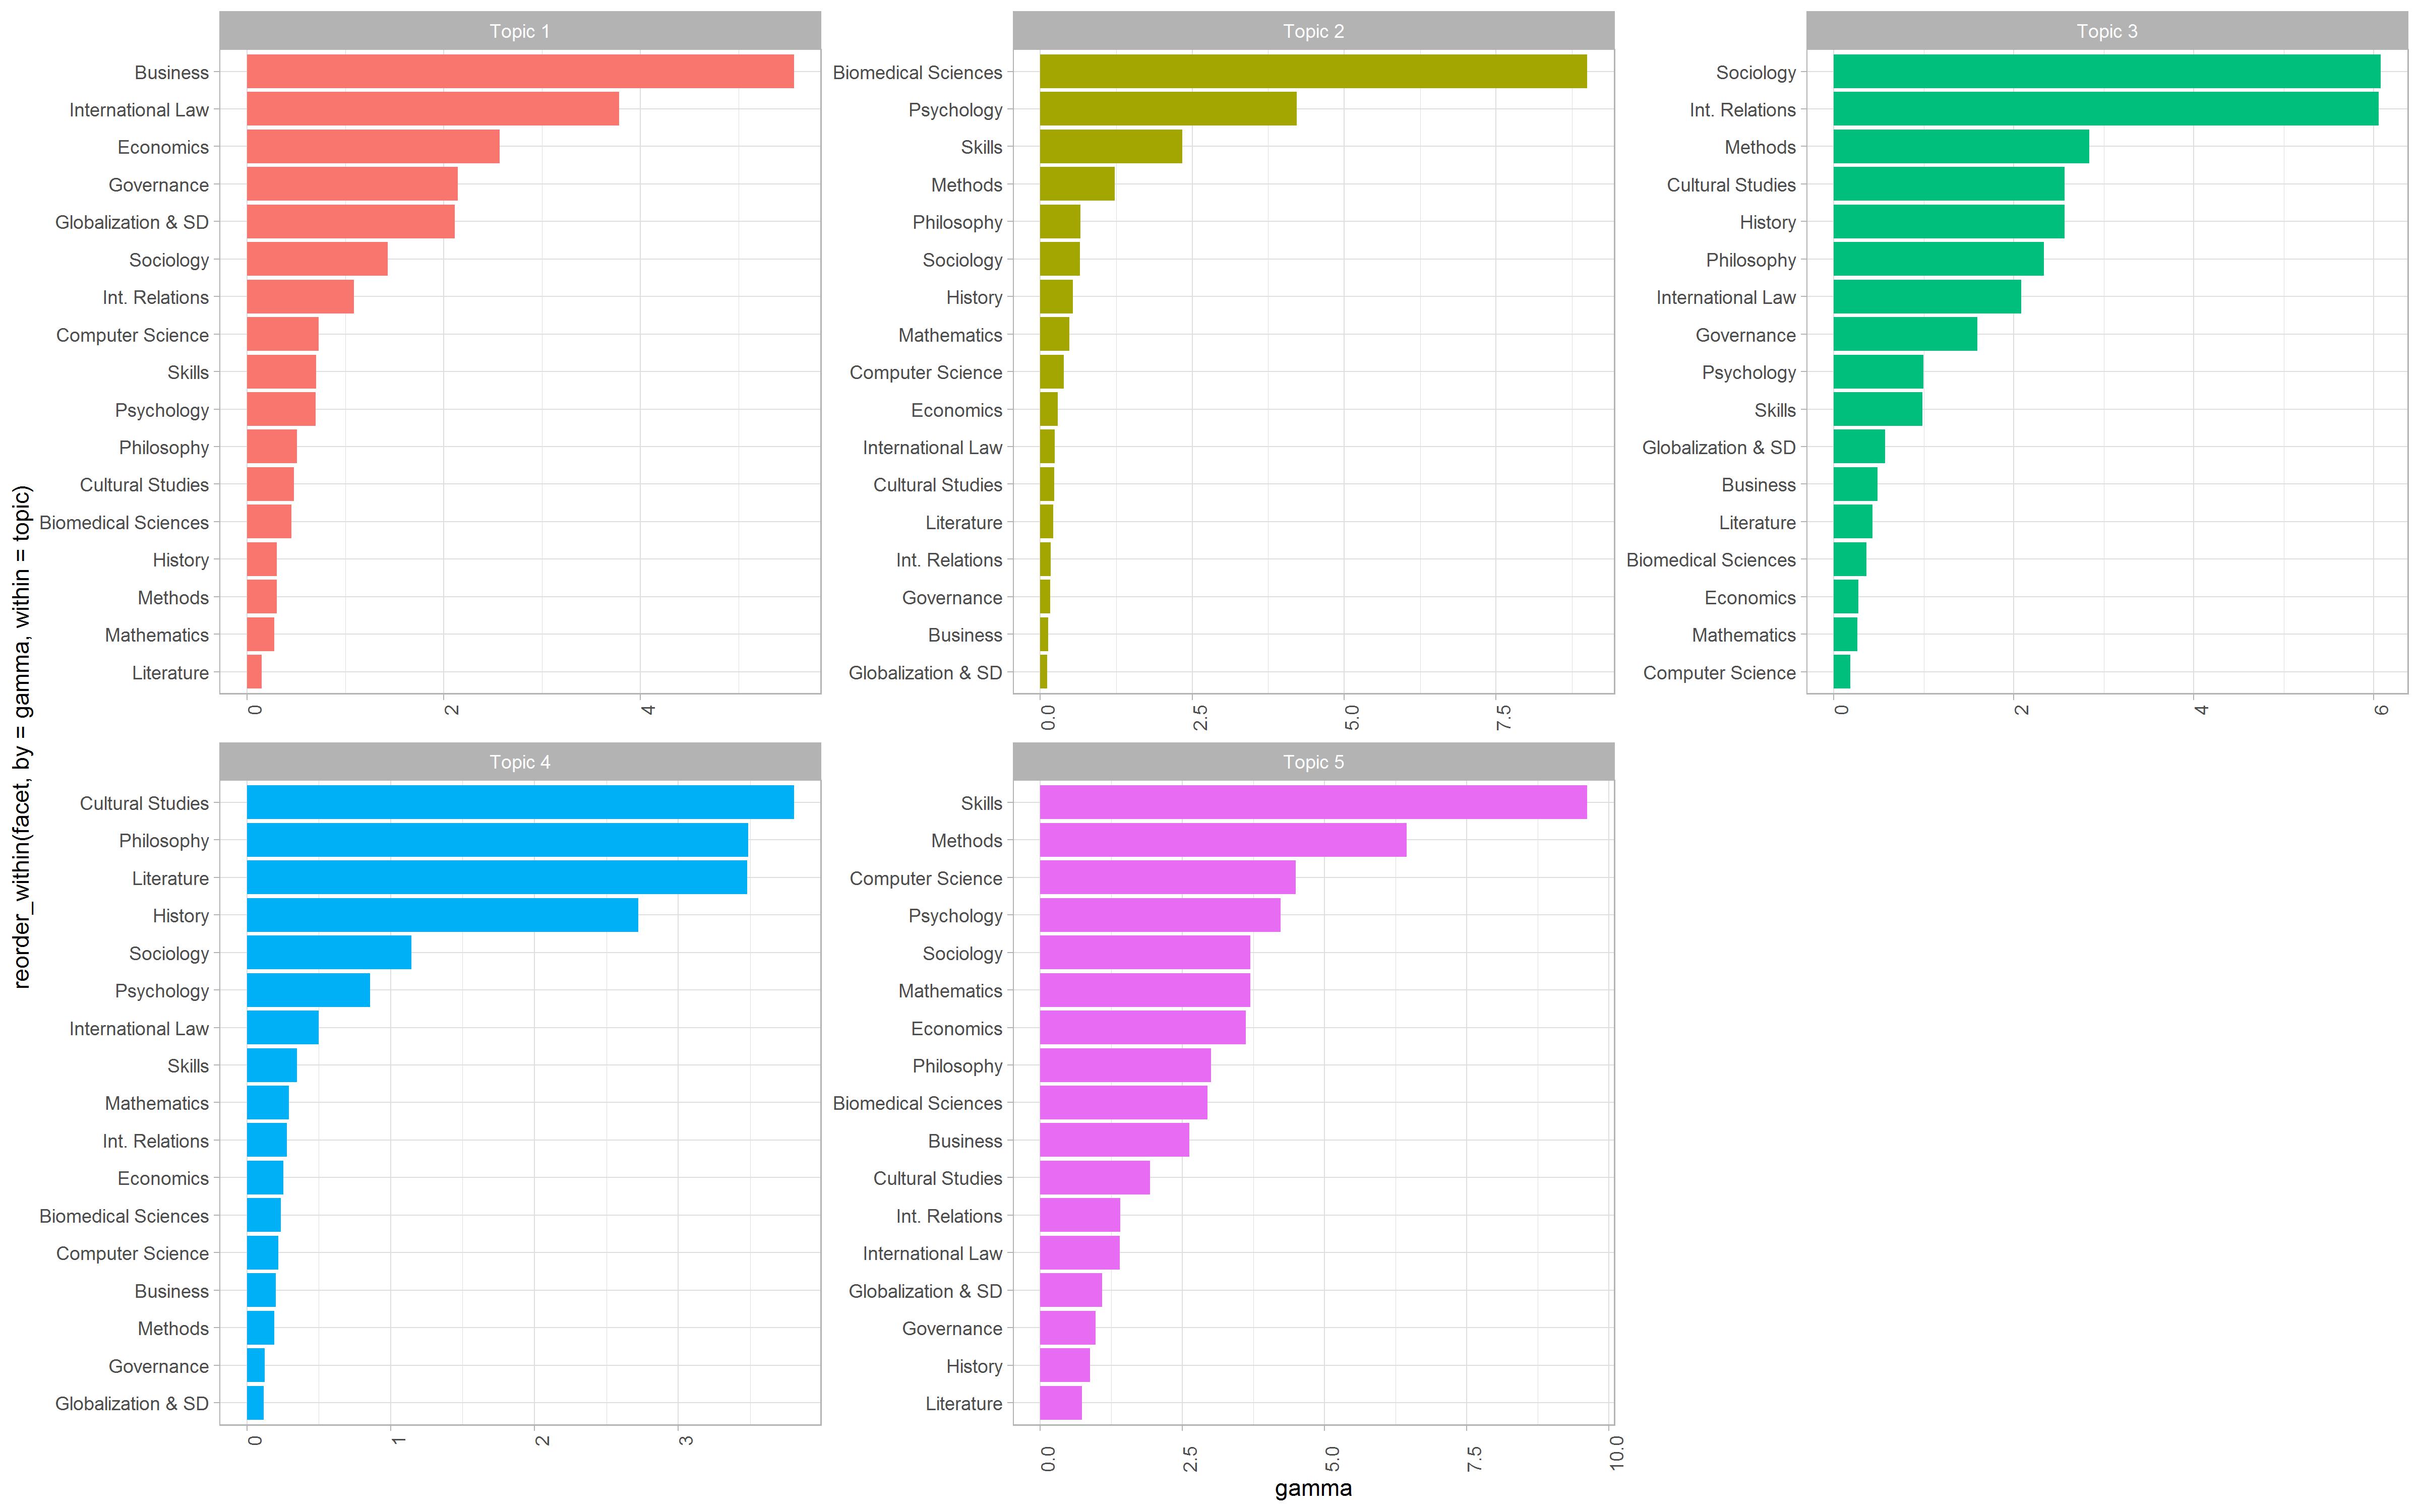 reorder_within(facet, by = gamma, within = topic)
Topic 1
Business
International Law
Economics
Governance
Globalization & SD
Sociology
Int. Relations
Computer Science
Skills
Psychology
Philosophy
Cultural Studies
Biomedical Sciences
History
Methods
Mathematics
Literature
0
2
4
Topic 2
Biomedical Sciences
Psychology
Skills
Methods
Philosophy
Sociology
History
Mathematics
Computer Science
Economics
International Law
Cultural Studies
Literature
Int. Relations
Governance
Business
Globalization & SD
0.0
2.5
5.0
7.5
Topic 3
Sociology
Int. Relations
Methods
Cultural Studies
History
Philosophy
International Law
Governance
Psychology
Skills
Globalization & SD
Business
Literature
Biomedical Sciences
Economics
Mathematics
Computer Science
0
2
4
6
Topic 4
Cultural Studies
Philosophy
Literature
History
Sociology
Psychology
International Law
Skills
Mathematics
Int. Relations
Economics
Biomedical Sciences
Computer Science
Business
Methods
Governance
Globalization & SD
0
1
2
3
Topic 5
Skills
Methods
Computer Science
Psychology
Sociology
Mathematics
Economics
Philosophy
Biomedical Sciences
Business
Cultural Studies
Int. Relations
International Law
Globalization & SD
Governance
History
Literature
0.0
2.5
5.0
7.5
10.0
gamma